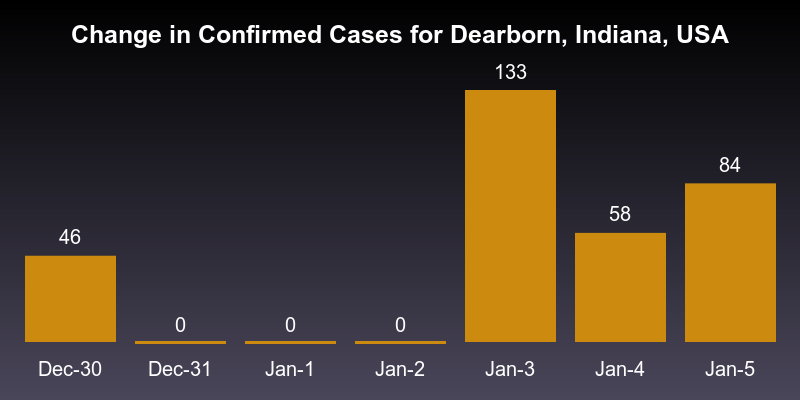 Change in Confirmed Cases for Dearborn, Indiana, USA
133
84
58
46
0 0 0
Dec-30 Dec-31 Jan-1 Jan-2 Jan-3 Jan-4 Jan-5